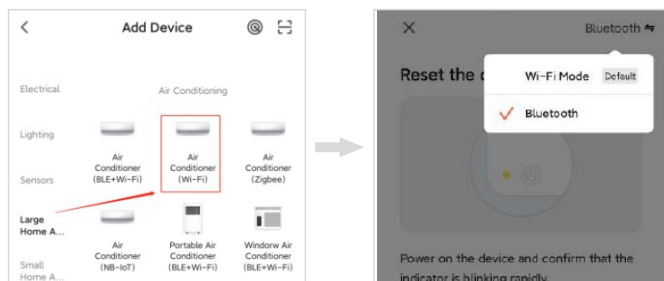 Add Device
Electrical
Air Conditioning
Lighting
Air
Conditioner
(BLE+Wi-Fi)
Air
Conditioner
(Wi-Fi)
Air
Conditioner
(Zigbee)
Sensors
Large
Home A...
Air
Conditioner
(NB-IoT)
Portable Air
Conditioner
(BLE+Wi-Fi)
Windorw Air
Conditioner
(BLE+Wi-Fi)
Small
Home A...
Bluetooth
Reset the
Wi-Fi Mode Default
Bluetooth
Power on the device and confirm that the
indicator is blinking rapidly